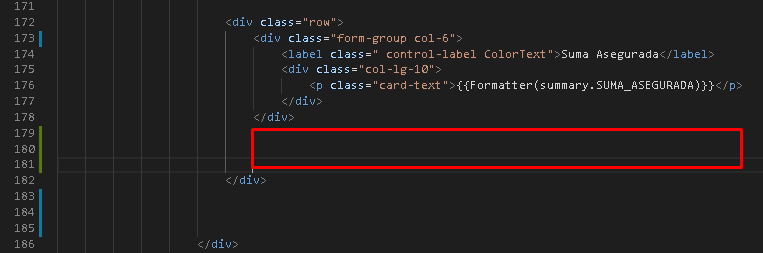 171
172 <div class="row">
173 <div class="form-group col-6">
174 <label class=" control-label ColorText">Suma Asegurada</label>
175 <div class="col-lg-10">
176 <p class="card-text">{{Formatter(summary.SUMA_ASEGURADA)}}</p>
177 </div>
178 </div>
179
180
181
182 </div>
183
184
185
186 </div>